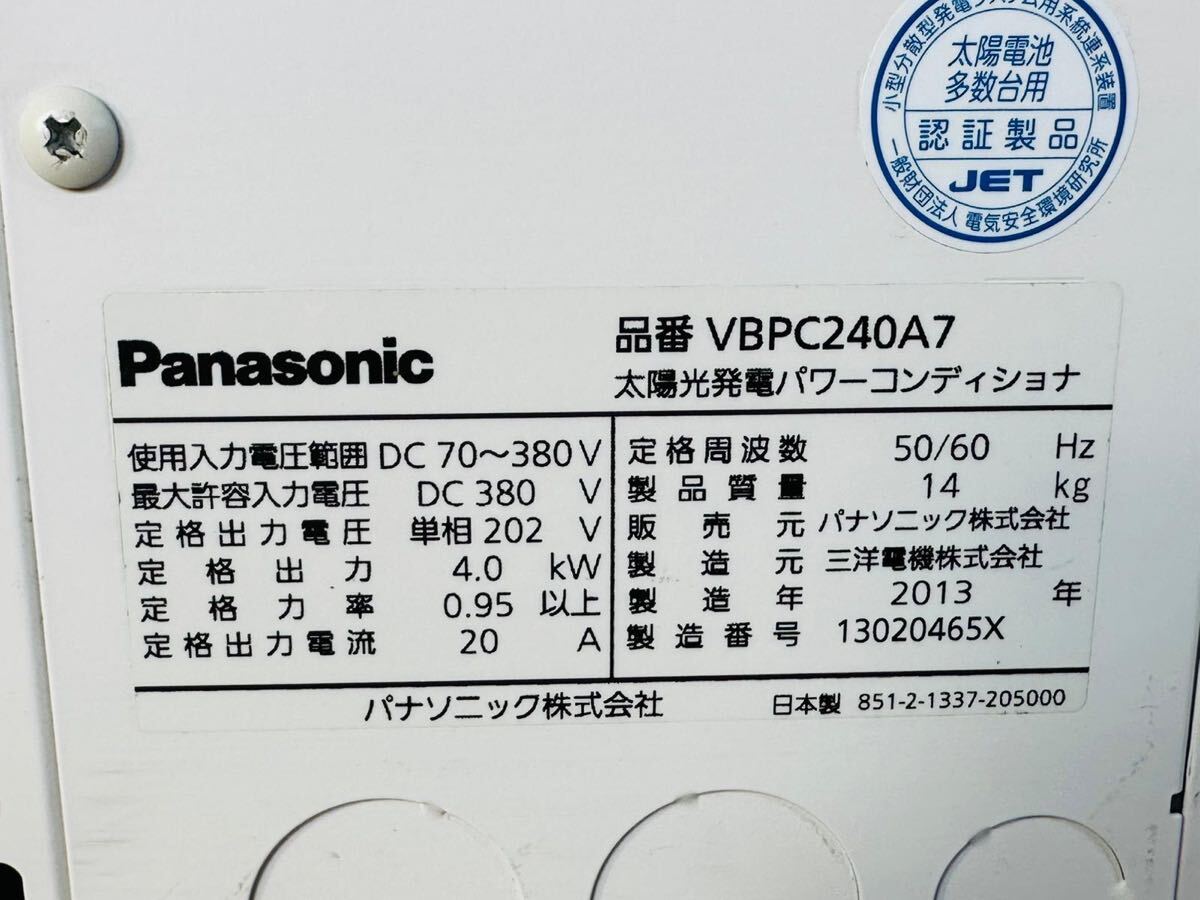 小型分散型発電システム用系統連系装置
太陽電池
多数台用
認証製品
JET
一般財団法人 電気安全環境研究所
Panasonic
品番 VBPC240A7
太陽光発電パワーコンディショナ
使用入力電圧範囲 DC 70～380 V
最大許容入力電圧 DC 380 V
定格出力電圧 単相 202 V
定格出力 4.0 kW
定格力率 0.95 以上
定格出力電流 20 A
定格周波数 50/60 Hz
製品質量 14 kg
販売元 パナソニック株式会社
製造元 三洋電機株式会社
製造年 2013 年
製造番号 13020465X
パナソニック株式会社
日本製 851-2-1337-205000